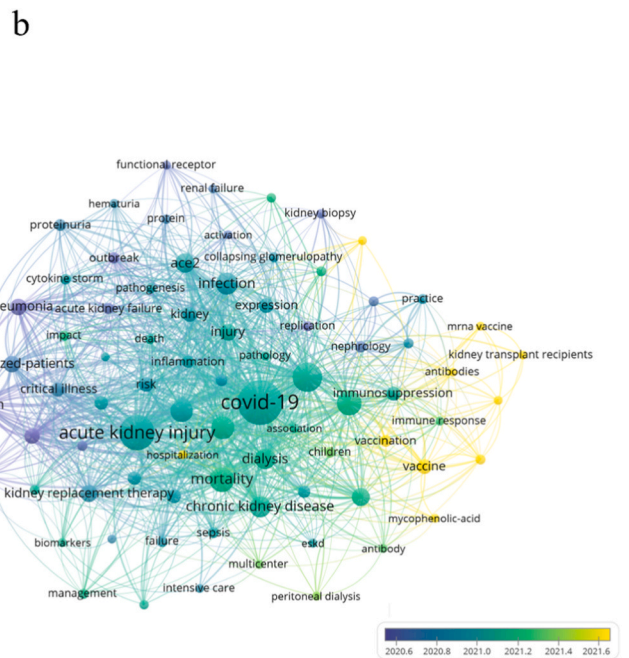 b
functional receptor
renal failure
hematuria
kidney biopsy
protein
proteinuria
activation
outbreak
ace2
collapsing glomerulopathy
cytokine storm
infection
pathogenesis
practice
eumonia
acute kidney failure
expression
kidney
replication
mrna vaccine
impact
death
injury
nephrology
pathology
kidney transplant recipients
zed-patients
inflammation
antibodies
critical illness
risk
immunosuppression
covid-19
n
immune response
acute kidney injury
association
vaccination
hospitalization
children
dialysis
vaccine
mortality
kidney replacement therapy
chronic kidney disease
mycophenolic-acid
sepsis
biomarkers
failure
eskd
antibody
multicenter
intensive care
management
peritoneal dialysis
2020.6 2020.8 2021.0 2021.2 2021.4 2021.6